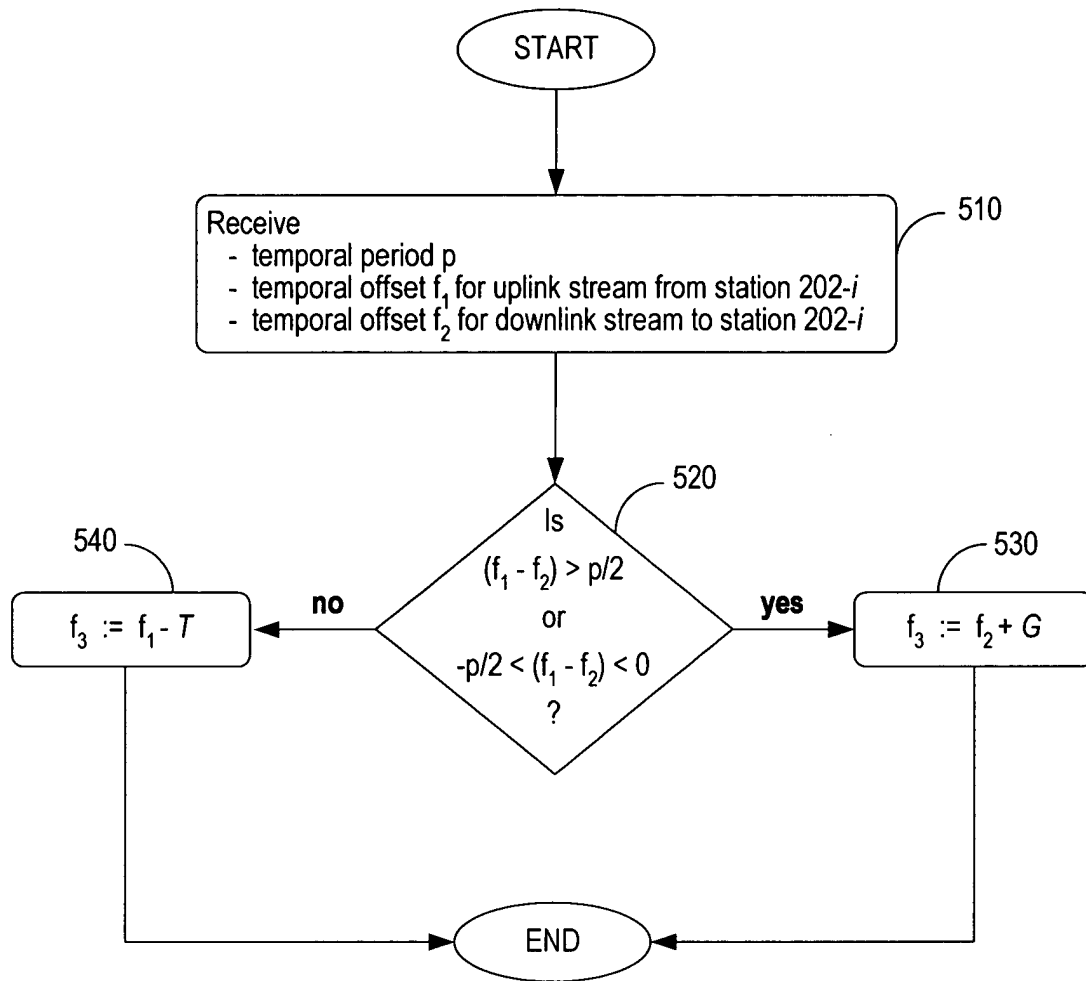 START
510
Receive
- temporal period p
- temporal offset f₁ for uplink stream from station 202-i
- temporal offset f₂ for downlink stream to station 202-i
520
Is
(f₁ - f₂) > p/2
or
-p/2 < (f₁ - f₂) < 0
?
540
no
f₃ := f₁ - T
530
yes
f₃ := f₂ + G
END